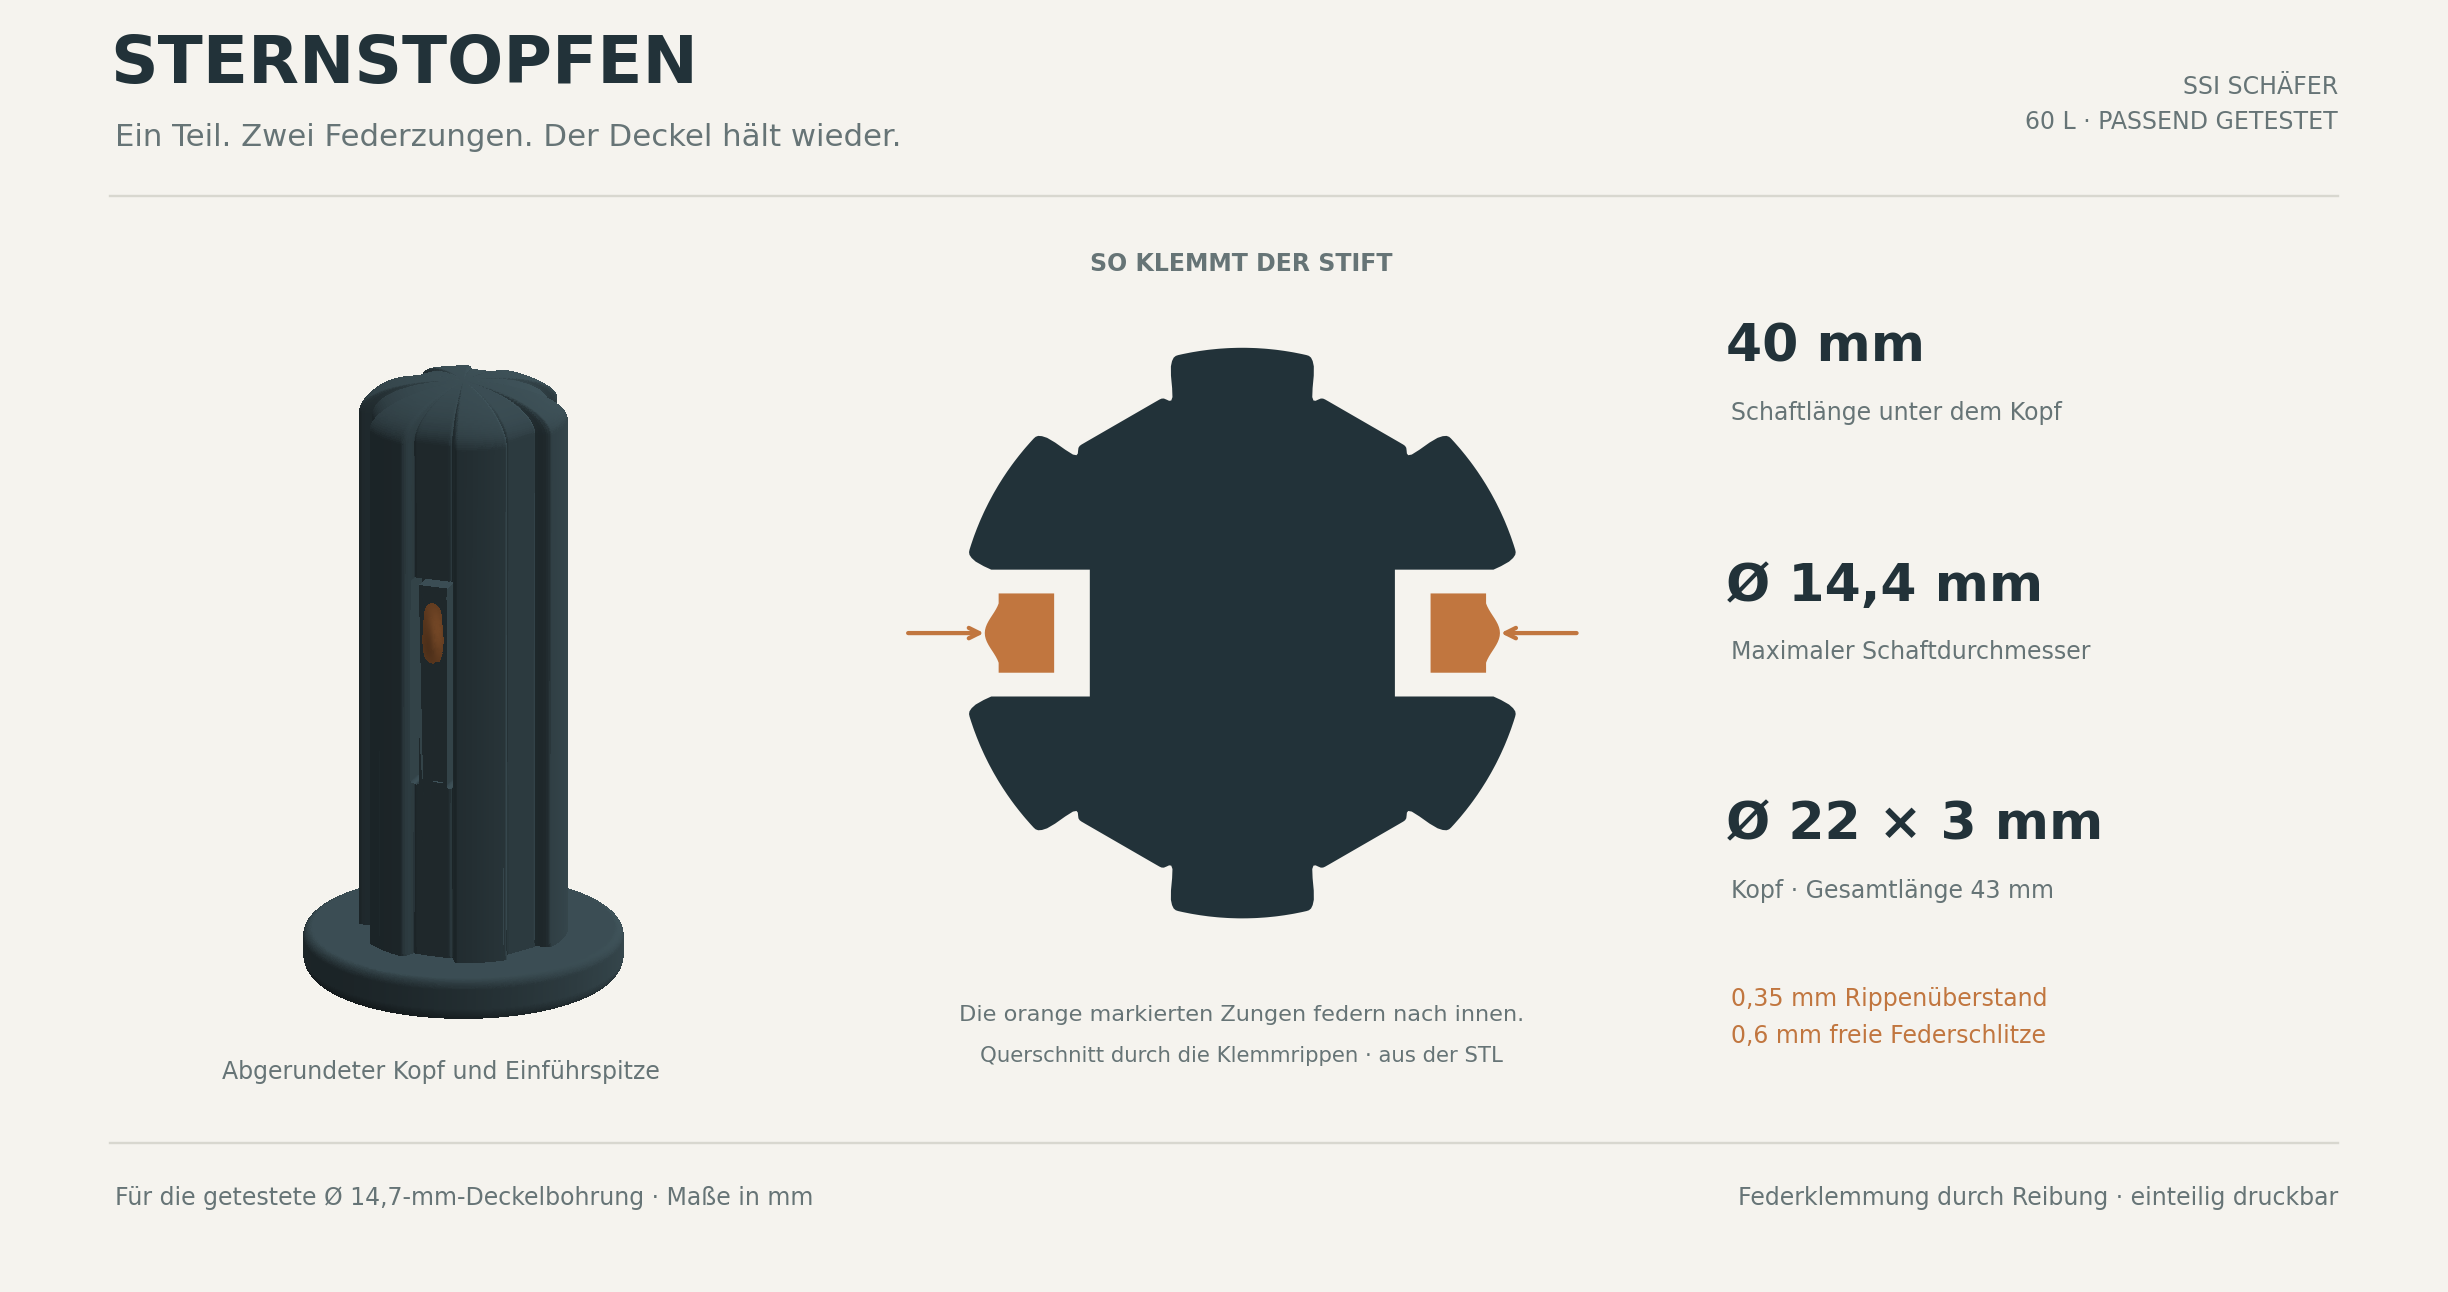 STERNSTOPFEN
Ein Teil. Zwei Federzungen. Der Deckel hält wieder.
SSI SCHÄFER
60 L · PASSEND GETESTET
SO KLEMMT DER STIFT
Abgerundeter Kopf und Einführspitze
Die orange markierten Zungen federn nach innen.
Querschnitt durch die Klemmrippen · aus der STL
40 mm
Schaftlänge unter dem Kopf
Ø 14,4 mm
Maximaler Schaftdurchmesser
Ø 22 × 3 mm
Kopf · Gesamtlänge 43 mm
0,35 mm Rippenüberstand
0,6 mm freie Federschlitze
Für die getestete Ø 14,7-mm-Deckelbohrung · Maße in mm
Federklemmung durch Reibung · einteilig druckbar